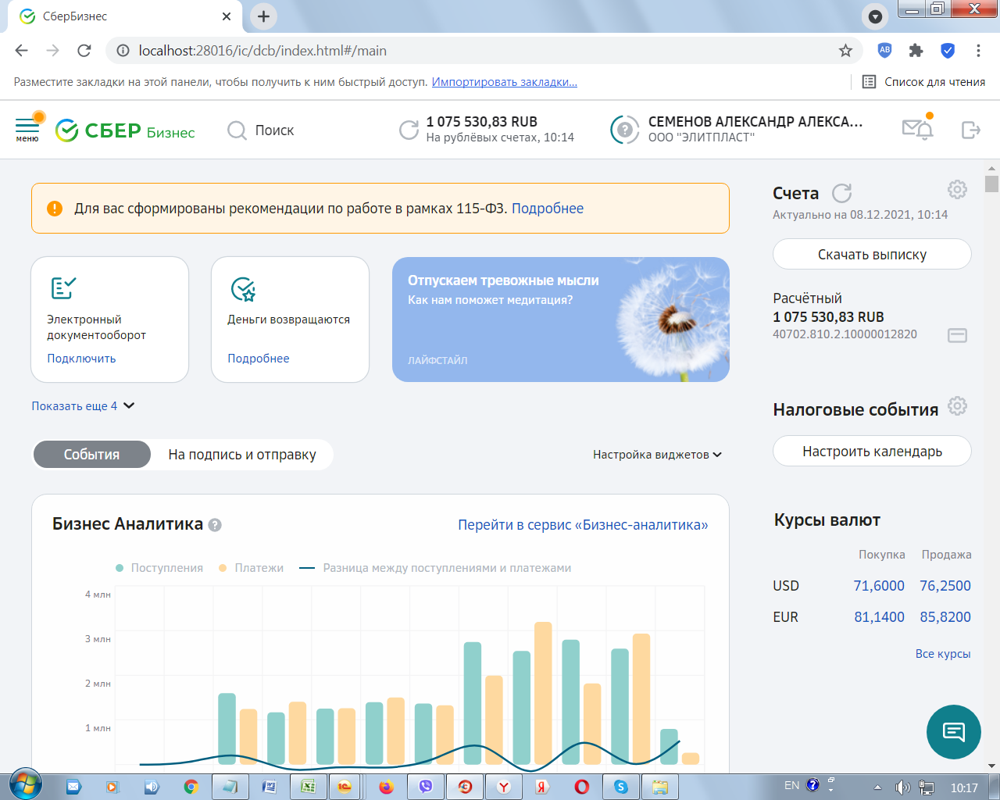 СберБизнес
localhost:28016/ic/dcb/index.html#/main
AB
Разместите закладки на этой панели, чтобы получить к ним быстрый доступ. Импортировать закладки...
Список для чтения
меню
СБЕР Бизнес
Поиск
1 075 530,83 RUB
На рублёвых счетах, 10:14
СЕМЕНОВ АЛЕКСАНДР АЛЕКСА...
ООО "ЭЛИТПЛАСТ"
Для вас сформированы рекомендации по работе в рамках 115-ФЗ. Подробнее
Электронный
документооборот
Подключить
Деньги возвращаются
Подробнее
Отпускаем тревожные мысли
Как нам поможет медитация?
ЛАЙФСТАЙЛ
Показать еще 4
События
На подпись и отправку
Настройка виджетов
Бизнес Аналитика
Перейти в сервис «Бизнес-аналитика»
Поступления
Платежи
Разница между поступлениями и платежами
4 млн
3 млн
2 млн
1 млн
Счета
Актуально на 08.12.2021, 10:14
Скачать выписку
Расчётный
1 075 530,83 RUB
40702.810.2.10000012820
Налоговые события
Настроить календарь
Курсы валют
Покупка Продажа
USD 71,6000 76,2500
EUR 81,1400 85,8200
Все курсы
EN
10:17